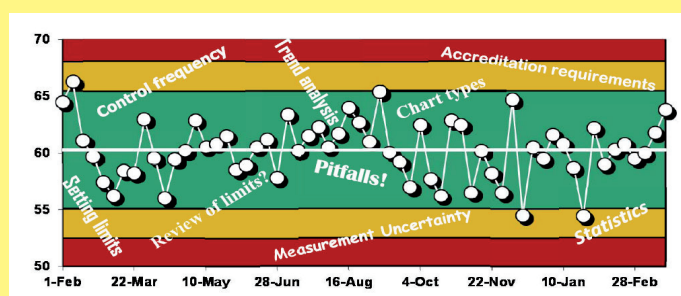 70
Control frequency
Trend analysis
Accreditation requirements
65
Chart types
60
Setting limits
Review of limits?
Pitfalls!
55
Measurement Uncertainty
Statistics
50
1-Feb 22-Mar 10-May 28-Jun 16-Aug 4-Oct 22-Nov 10-Jan 28-Feb